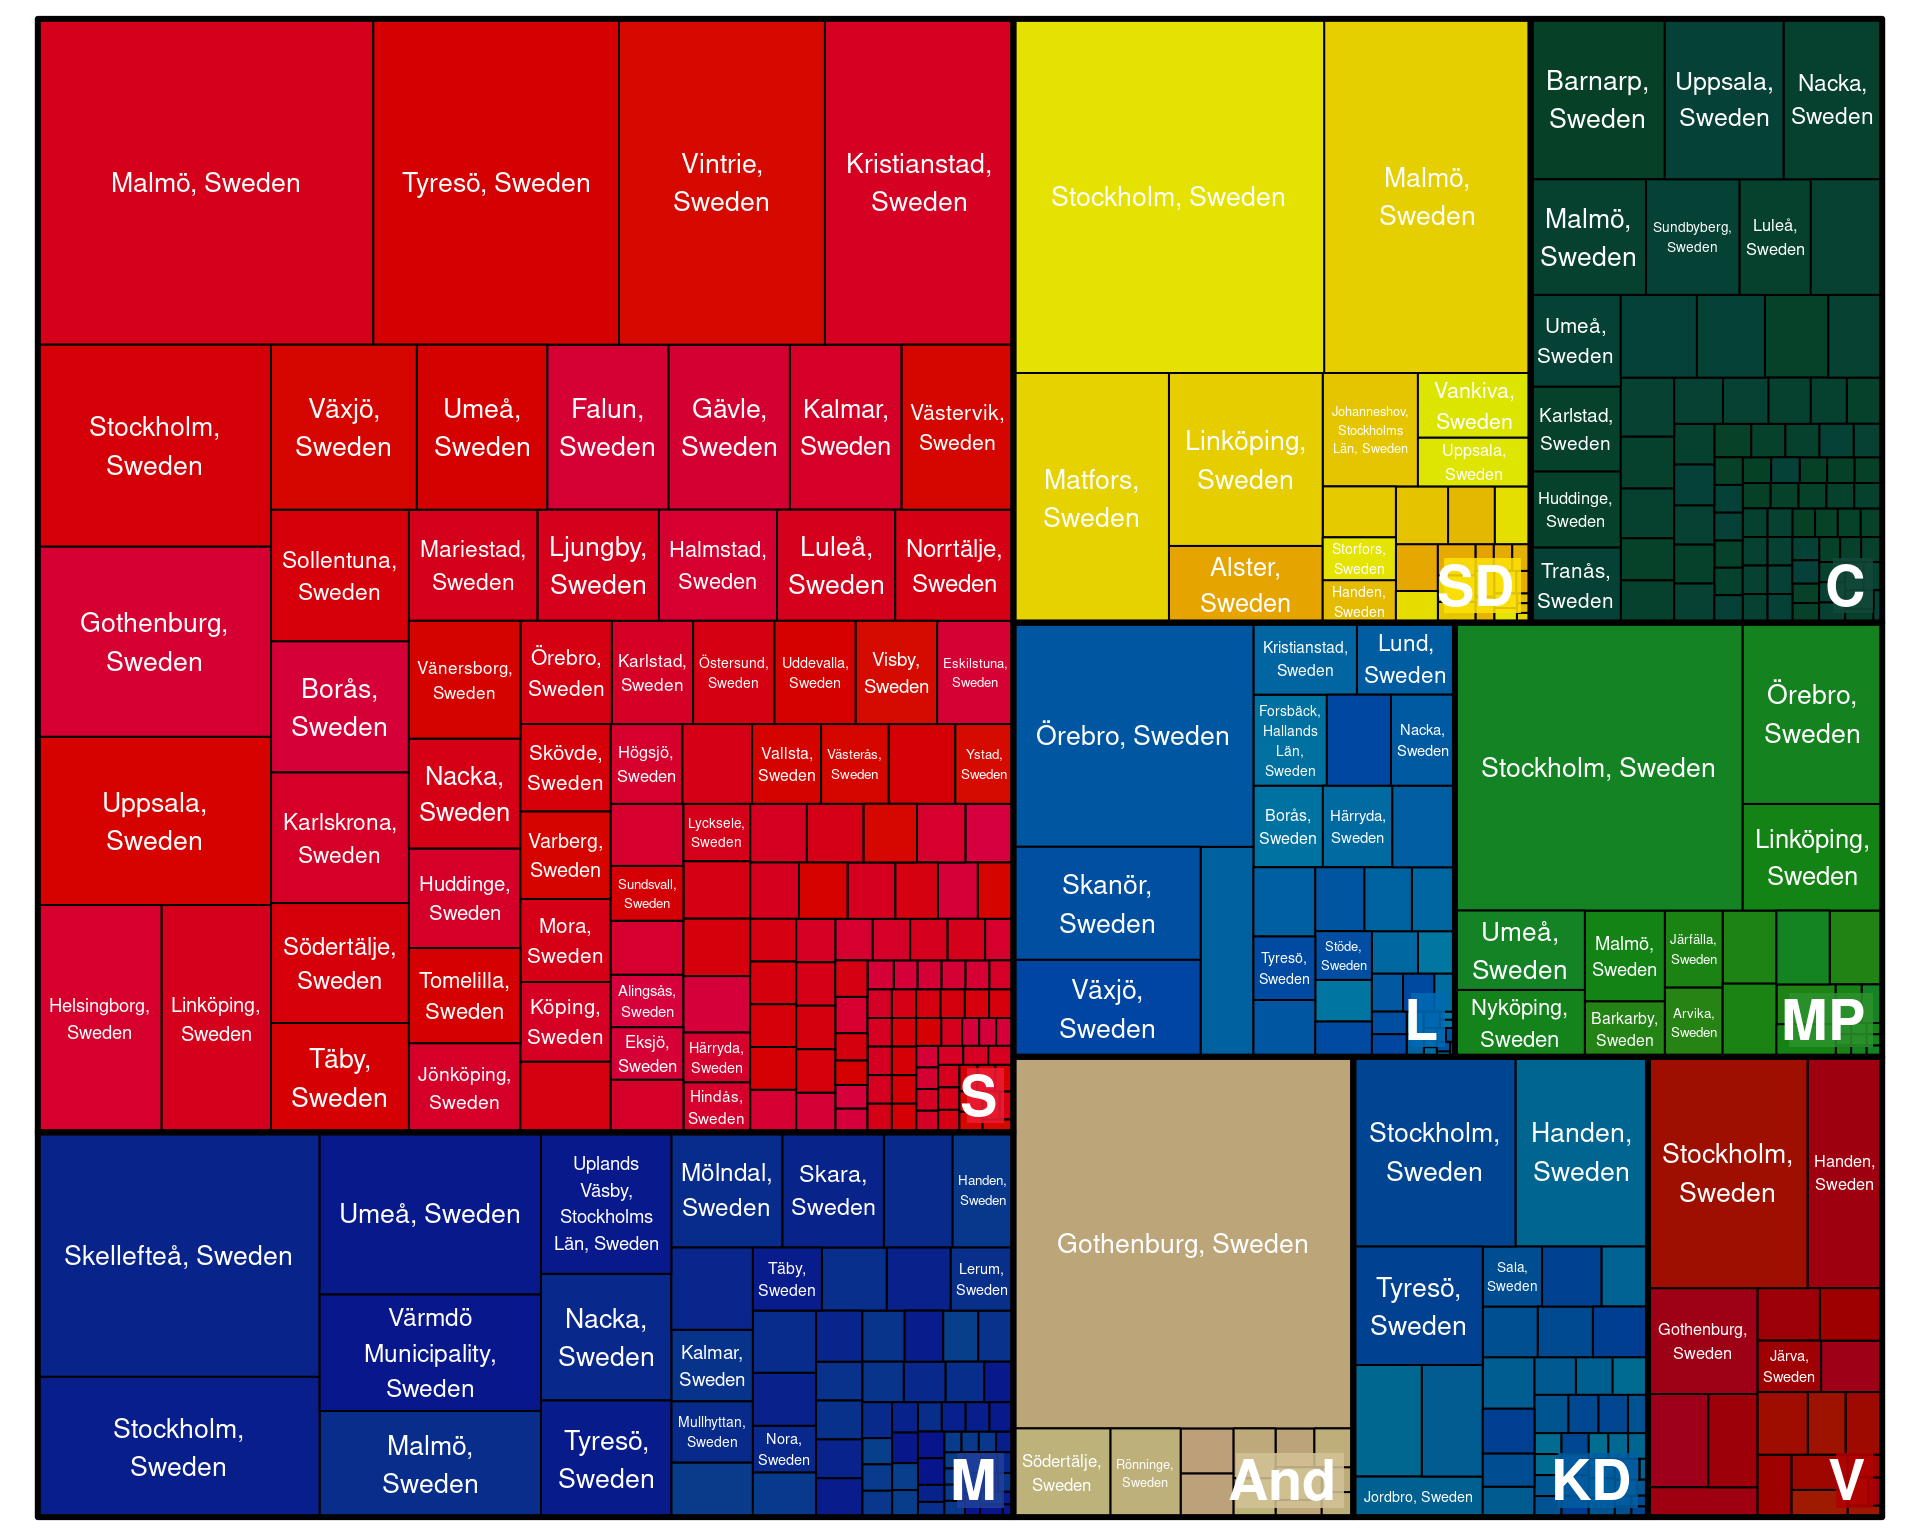 Malmö, Sweden
Tyresö, Sweden
Vintrie,
Sweden
Kristianstad,
Sweden
Stockholm,
Sweden
Växjö,
Sweden
Umeå,
Sweden
Falun,
Sweden
Gävle,
Sweden
Kalmar,
Sweden
Västervik,
Sweden
Gothenburg,
Sweden
Sollentuna,
Sweden
Mariestad,
Sweden
Ljungby,
Sweden
Halmstad,
Sweden
Luleå,
Sweden
Norrtälje,
Sweden
Borås,
Sweden
Vänersborg,
Sweden
Örebro,
Sweden
Karlstad,
Sweden
Östersund,
Sweden
Uddevalla,
Sweden
Visby,
Sweden
Eskilstuna,
Sweden
Uppsala,
Sweden
Karlskrona,
Sweden
Nacka,
Sweden
Skövde,
Sweden
Högsjö,
Sweden
Vallsta,
Sweden
Västerås,
Sweden
Ystad,
Sweden
Varberg,
Sweden
Lycksele,
Sweden
Huddinge,
Sweden
Sundsvall,
Sweden
Helsingborg,
Sweden
Linköping,
Sweden
Södertälje,
Sweden
Mora,
Sweden
Tomelilla,
Sweden
Köping,
Sweden
Alingsås,
Sweden
Täby,
Sweden
Jönköping,
Sweden
Eksjö,
Sweden
Härryda,
Sweden
Hindås,
Sweden
S
Skellefteå, Sweden
Umeå, Sweden
Uplands
Väsby,
Stockholms
Län, Sweden
Mölndal,
Sweden
Skara,
Sweden
Handen,
Sweden
Värmdö
Municipality,
Sweden
Nacka,
Sweden
Täby,
Sweden
Lerum,
Sweden
Kalmar,
Sweden
Stockholm,
Sweden
Malmö,
Sweden
Tyresö,
Sweden
Mullhyttan,
Sweden
Nora,
Sweden
M
Stockholm, Sweden
Malmö,
Sweden
Matfors,
Sweden
Linköping,
Sweden
Johanneshov,
Stockholms
Län, Sweden
Vankiva,
Sweden
Uppsala,
Sweden
Alster,
Sweden
Storfors,
Sweden
Handen,
Sweden
SD
Barnarp,
Sweden
Uppsala,
Sweden
Nacka,
Sweden
Malmö,
Sweden
Sundbyberg,
Sweden
Luleå,
Sweden
Umeå,
Sweden
Karlstad,
Sweden
Huddinge,
Sweden
Tranås,
Sweden
C
Örebro, Sweden
Kristianstad,
Sweden
Lund,
Sweden
Forsbäck,
Hallands
Län,
Sweden
Nacka,
Sweden
Borås,
Sweden
Härryda,
Sweden
Skanör,
Sweden
Växjö,
Sweden
Tyresö,
Sweden
Stöde,
Sweden
L
Stockholm, Sweden
Örebro,
Sweden
Linköping,
Sweden
Umeå,
Sweden
Malmö,
Sweden
Järfälla,
Sweden
Nyköping,
Sweden
Barkarby,
Sweden
Arvika,
Sweden
MP
Gothenburg, Sweden
Södertälje,
Sweden
Rönninge,
Sweden
And
Stockholm,
Sweden
Handen,
Sweden
Tyresö,
Sweden
Sala,
Sweden
Jordbro, Sweden
KD
Stockholm,
Sweden
Handen,
Sweden
Gothenburg,
Sweden
Järva,
Sweden
V